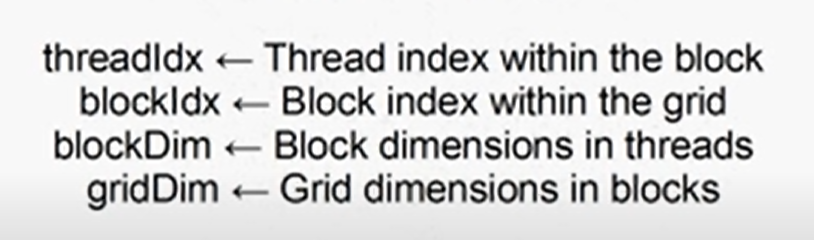 threadIdx ← Thread index within the block
blockIdx ← Block index within the grid
blockDim ← Block dimensions in threads
gridDim ← Grid dimensions in blocks